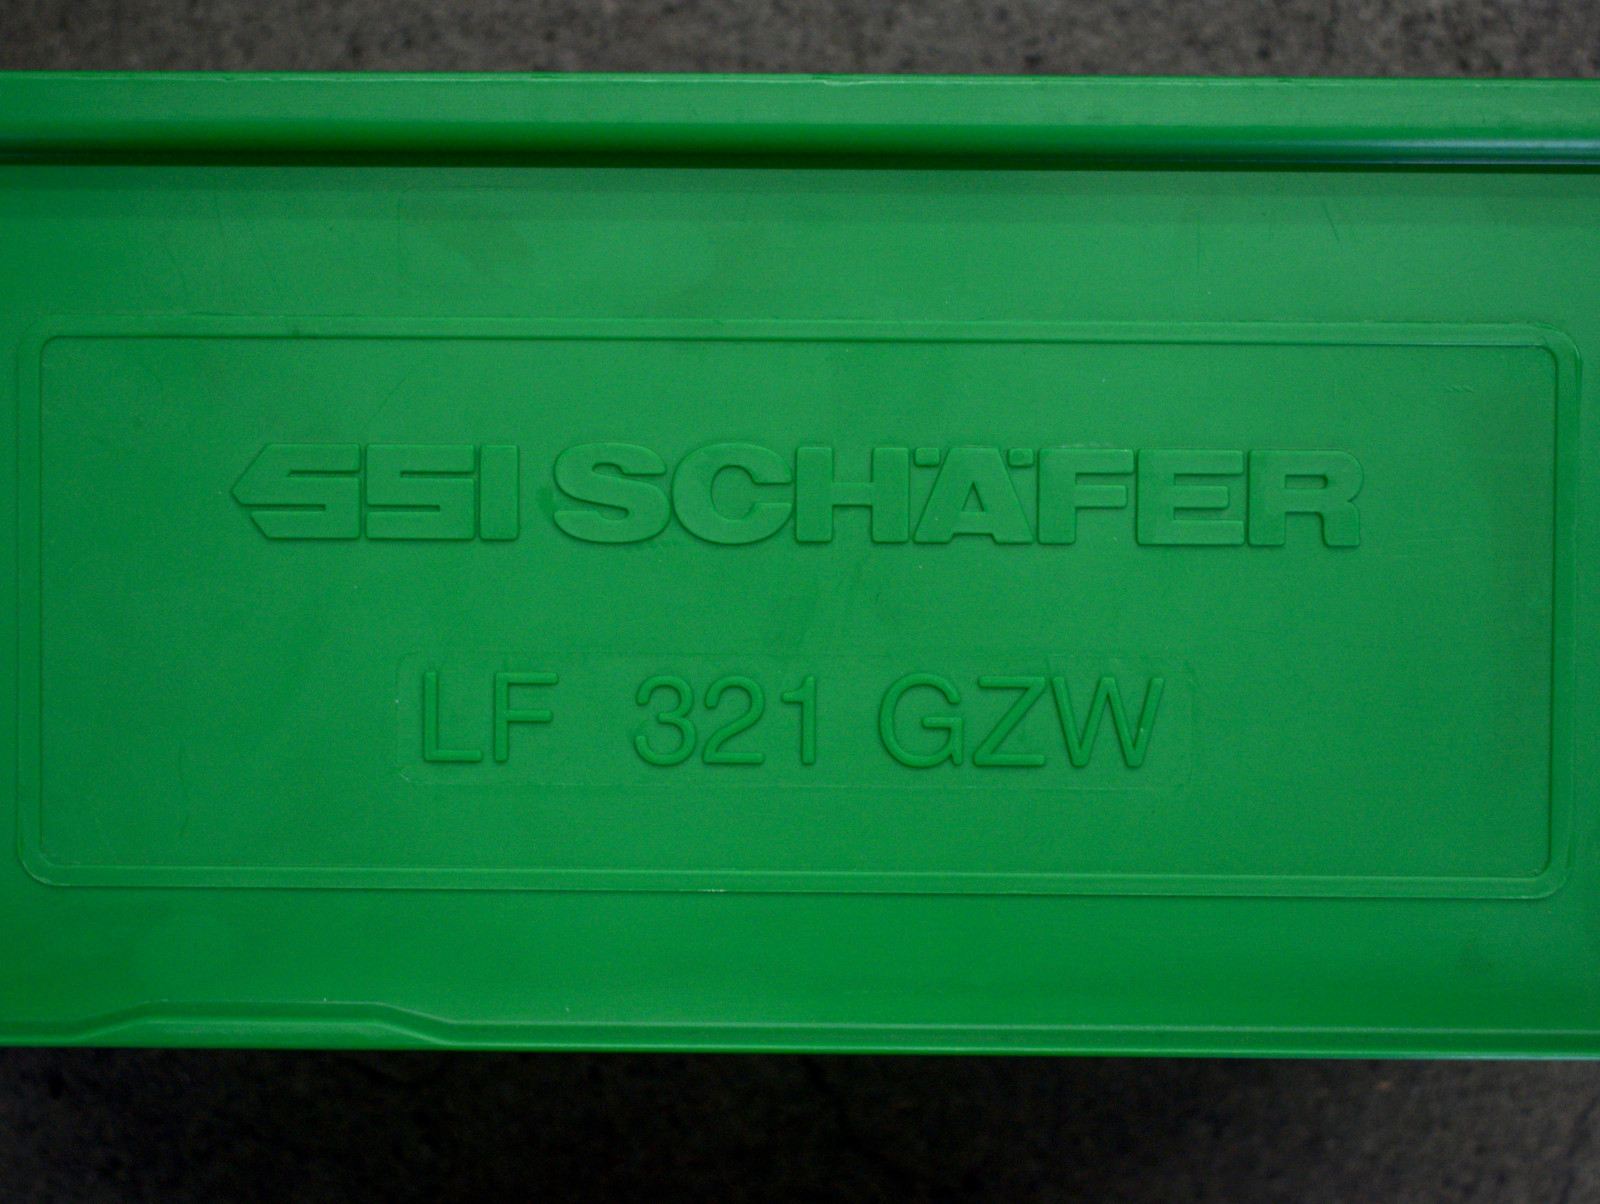 SSI SCHÄFER
LF 321 GZW